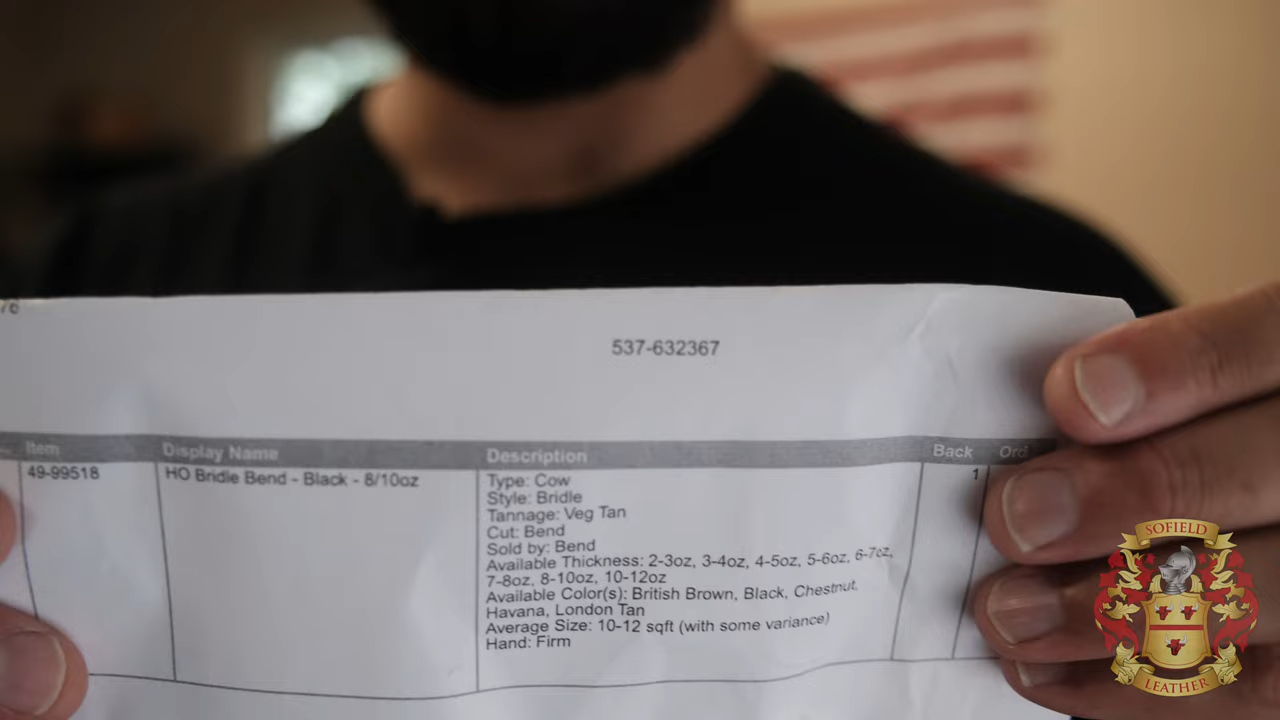 76
537-632367
Item
Display Name
Description
Back
Ord
49-99518
HO Bridle Bend - Black - 8/10oz
Type: Cow
Style: Bridle
Tannage: Veg Tan
Cut: Bend
Sold by: Bend
Available Thickness: 2-3oz, 3-4oz, 4-5oz, 5-6oz, 6-7oz,
7-8oz, 8-10oz, 10-12oz
Available Color(s): British Brown, Black, Chestnut,
Havana, London Tan
Average Size: 10-12 sqft (with some variance)
Hand: Firm
1
SOFIELD
LEATHER